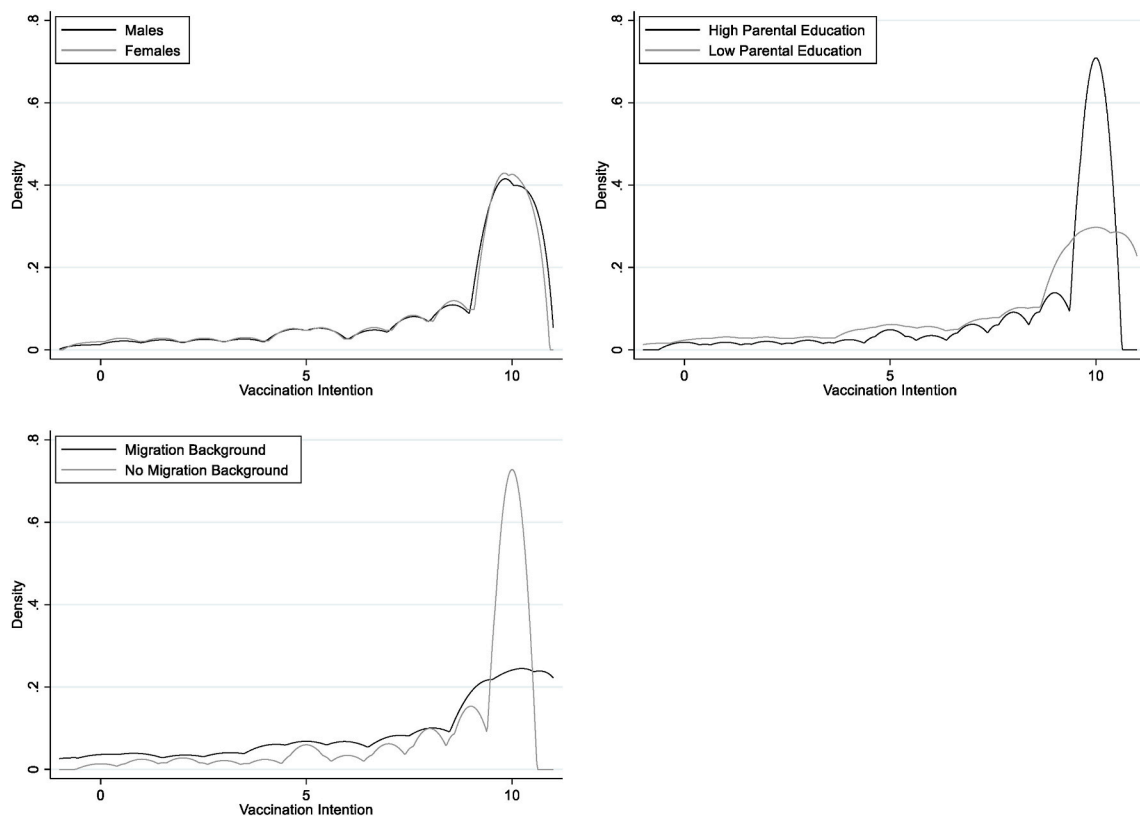 Males
Females
.8
.6
.4
.2
0
Density
0 5 10
Vaccination Intention
High Parental Education
Low Parental Education
.8
.6
.4
.2
0
Density
0 5 10
Vaccination Intention
Migration Background
No Migration Background
.8
.6
.4
.2
0
Density
0 5 10
Vaccination Intention